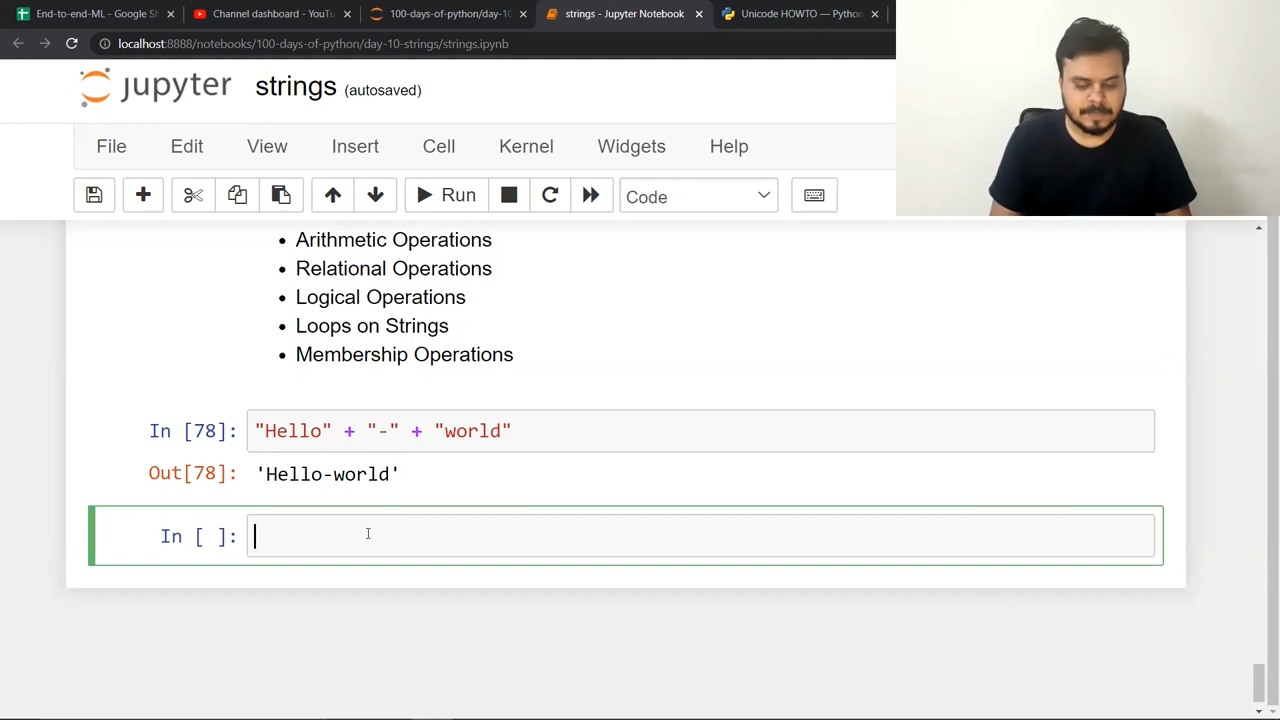 End-to-end-ML - Google Sh
Channel dashboard - YouTu
100-days-of-python/day-10
strings - Jupyter Notebook
Unicode HOWTO — Python
localhost:8888/notebooks/100-days-of-python/day-10-strings/strings.ipynb
jupyter strings (autosaved)
File Edit View Insert Cell Kernel Widgets Help
Run Code
• Arithmetic Operations
• Relational Operations
• Logical Operations
• Loops on Strings
• Membership Operations
In [78]: "Hello" + "-" + "world"
Out[78]: 'Hello-world'
In [ ]: